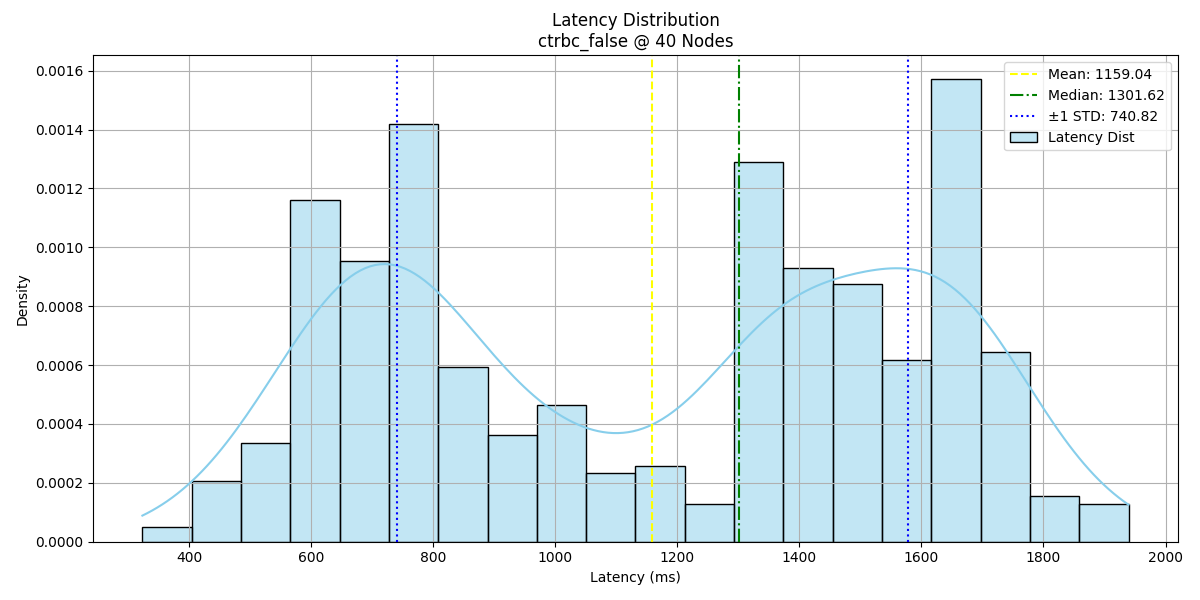 Latency Distribution
ctrbc_false @ 40 Nodes
Mean: 1159.04
Median: 1301.62
±1 STD: 740.82
Latency Dist
Density
0.0016
0.0014
0.0012
0.0010
0.0008
0.0006
0.0004
0.0002
0.0000
400 600 800 1000 1200 1400 1600 1800 2000
Latency (ms)